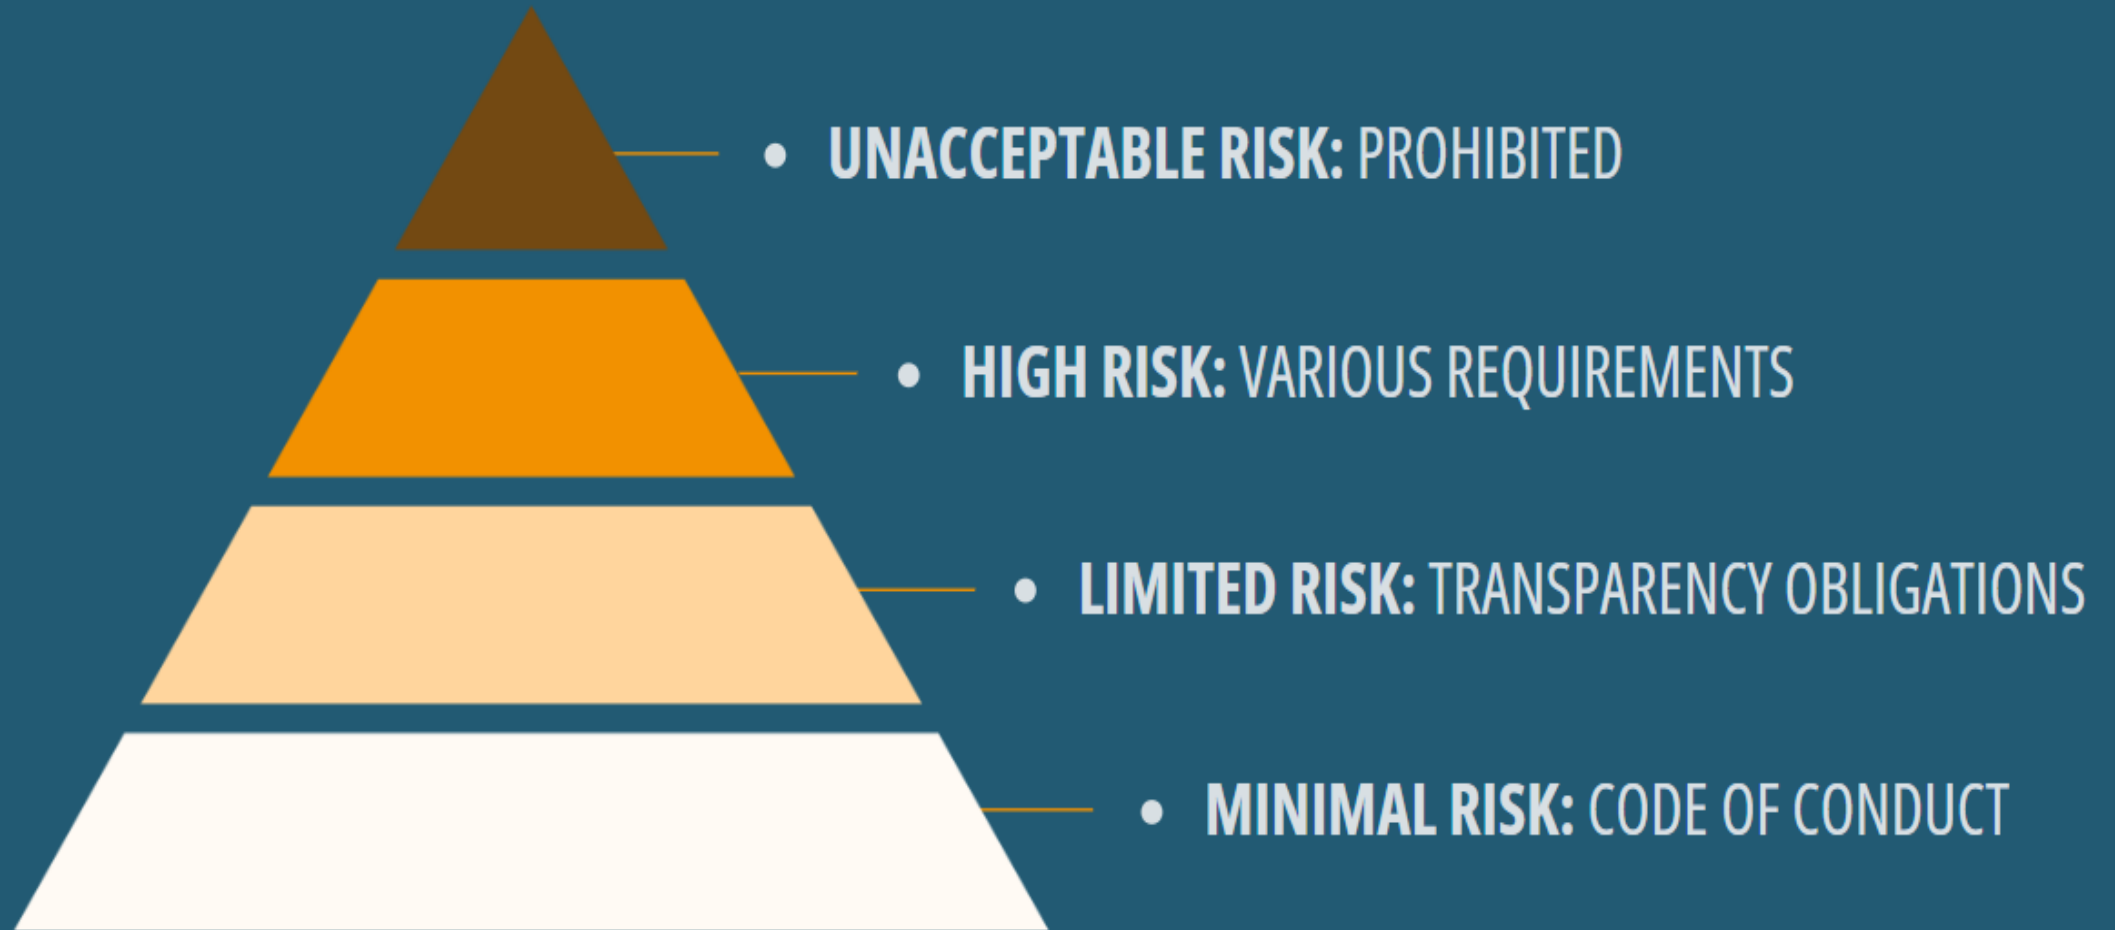 • UNACCEPTABLE RISK: PROHIBITED
• HIGH RISK: VARIOUS REQUIREMENTS
• LIMITED RISK: TRANSPARENCY OBLIGATIONS
• MINIMAL RISK: CODE OF CONDUCT